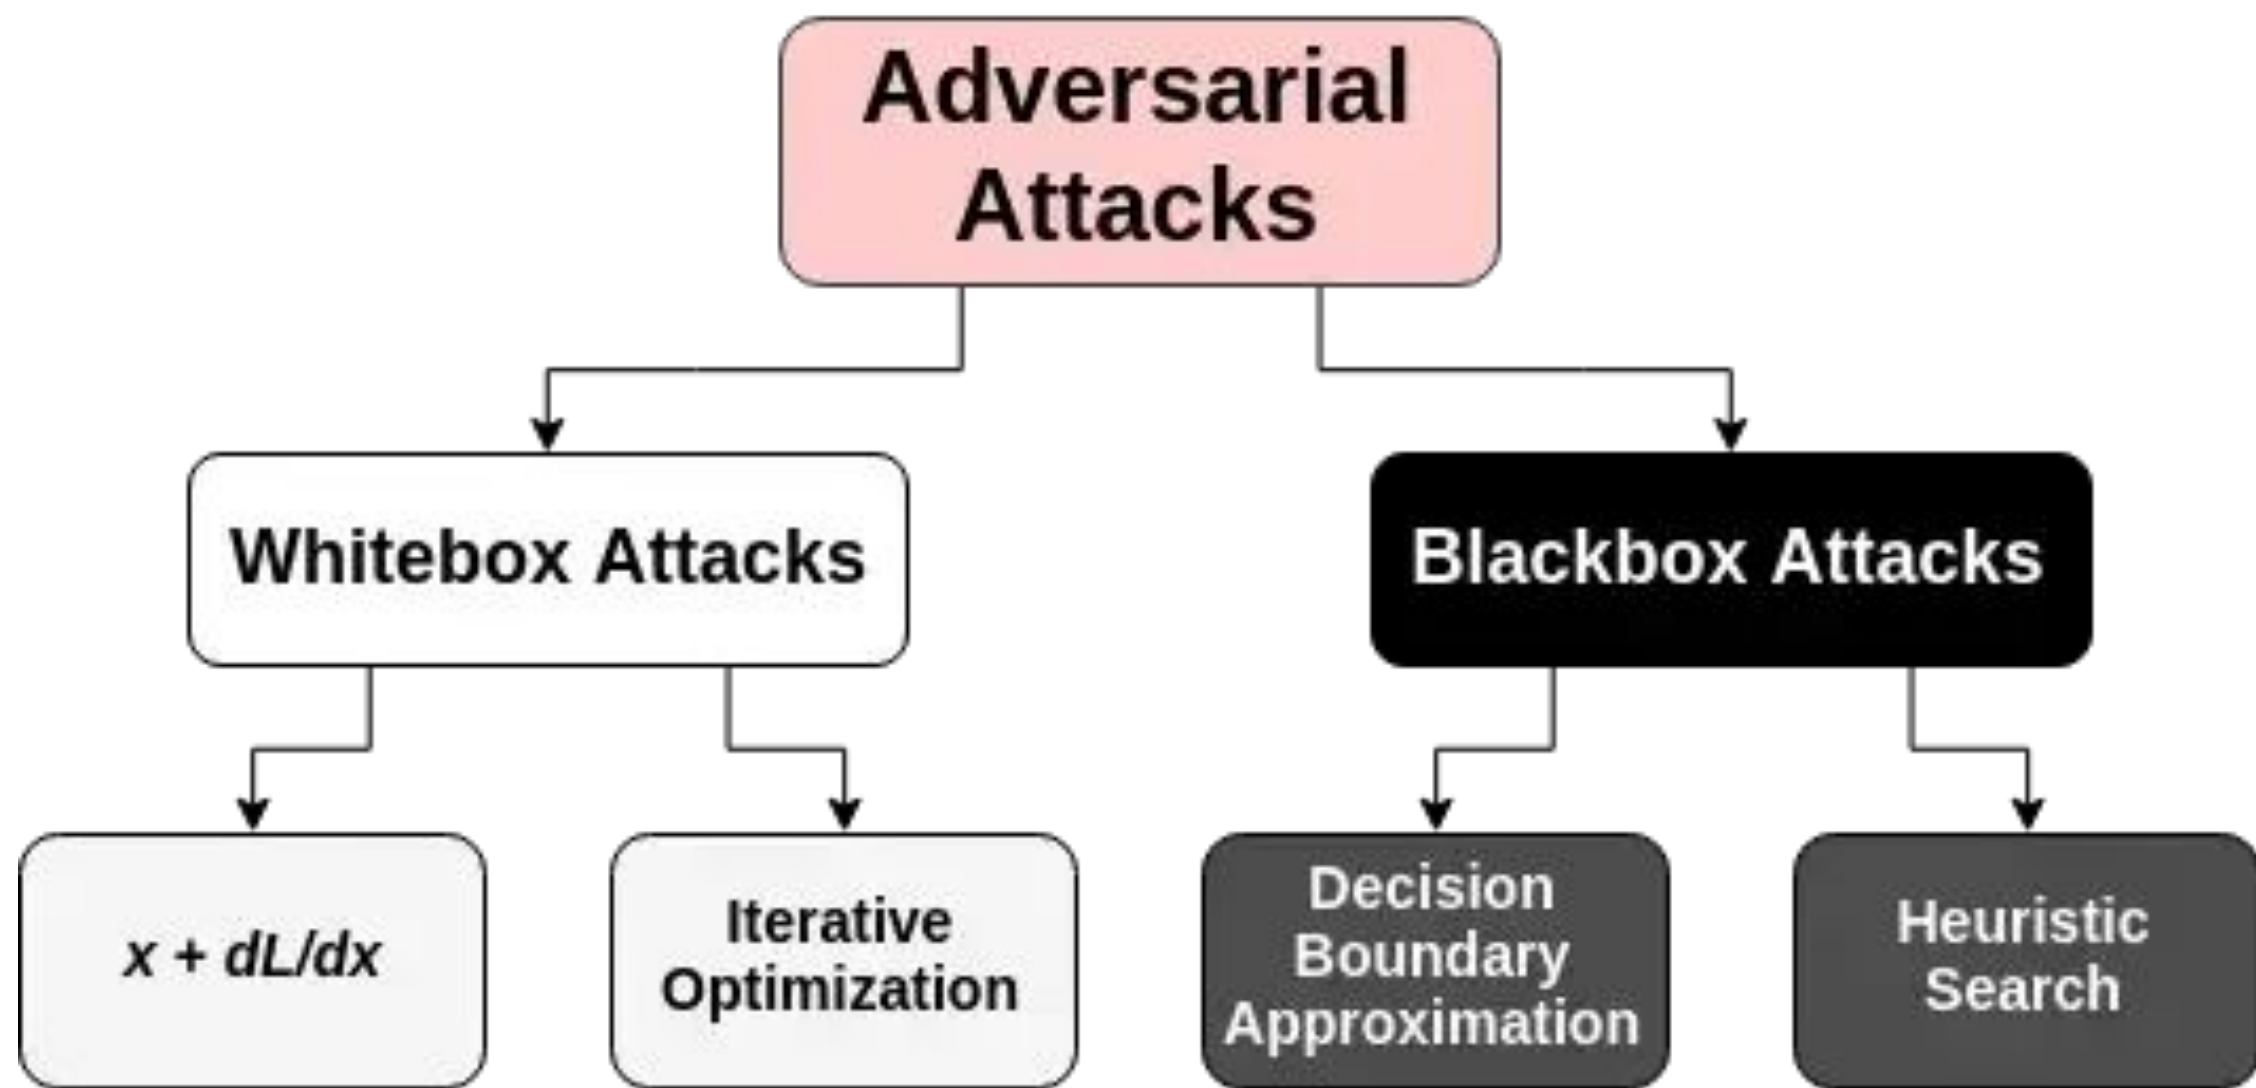 Adversarial
Attacks
Whitebox Attacks
Blackbox Attacks
x + dL/dx
Iterative
Optimization
Decision
Boundary
Approximation
Heuristic
Search